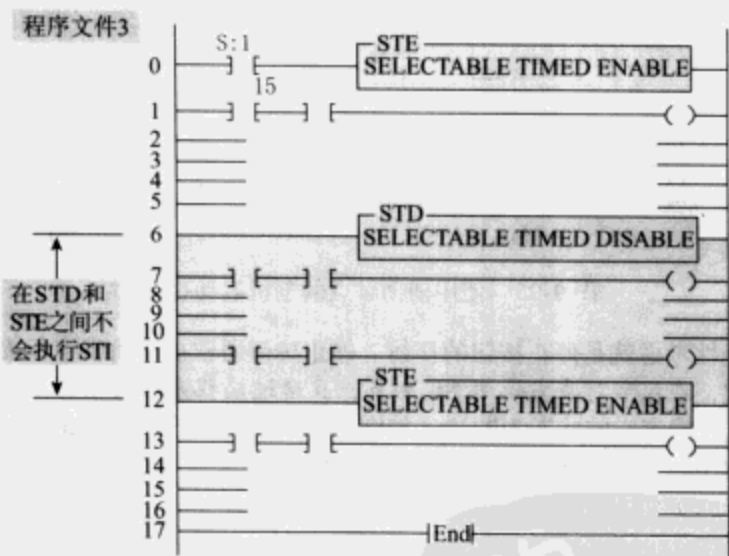 程序文件3
S:1
STE
0
SELECTABLE TIMED ENABLE
15
1
2
3
4
5
STD
6
SELECTABLE TIMED DISABLE
7
8
在STD和
STE之间不
会执行STI
9
10
11
STE
12
SELECTABLE TIMED ENABLE
13
14
15
16
17
End